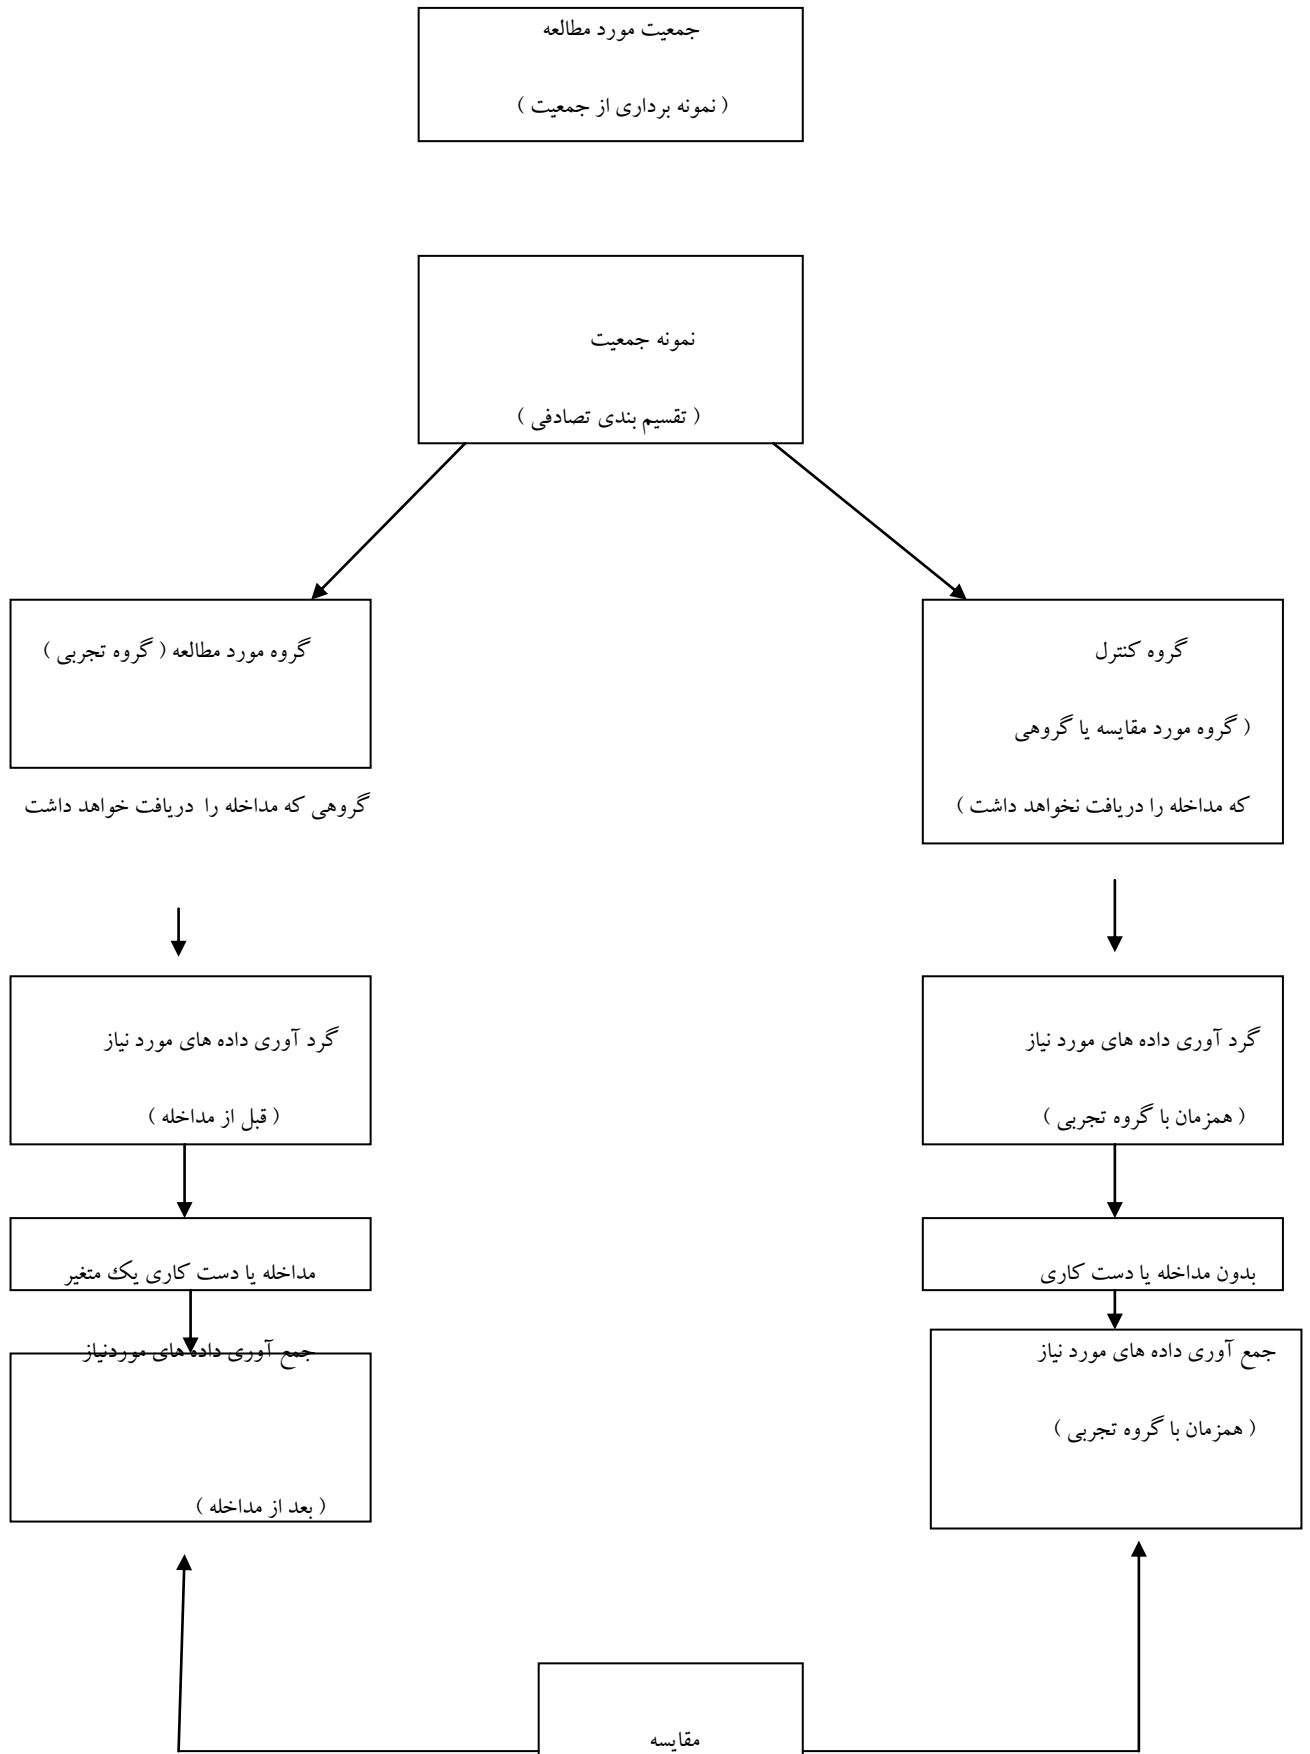 جمعیت مورد مطالعه
( نمونه برداری از جمعیت )
نمونه جمعیت
( تقسیم بندی تصادفی )
گروه کنترل
( گروه مورد مقایسه یا گروهی
که مداخله را دریافت نخواهد داشت )
گروه مورد مطالعه ( گروه تجربی )
گروهی که مداخله را دریافت خواهد داشت
گرد آوری داده های مورد نیاز
( همزمان با گروه تجربی )
گرد آوری داده های مورد نیاز
( قبل از مداخله )
بدون مداخله یا دست کاری
مداخله یا دست کاری یک متغیر
جمع آوری داده های مورد نیاز
( همزمان با گروه تجربی )
جمع آوری داده های موردنیاز
( بعد از مداخله )
مقایسه